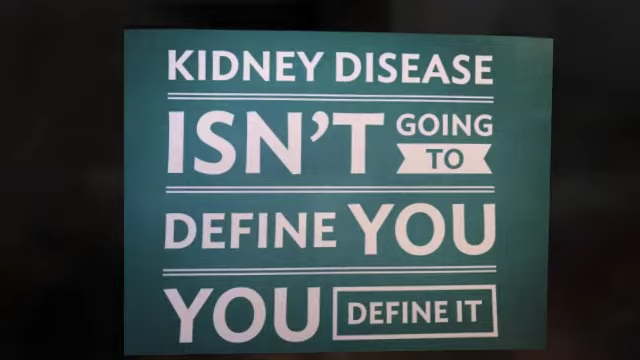 KIDNEY DISEASE
ISN'T GOING TO
DEFINE YOU
YOU DEFINE IT